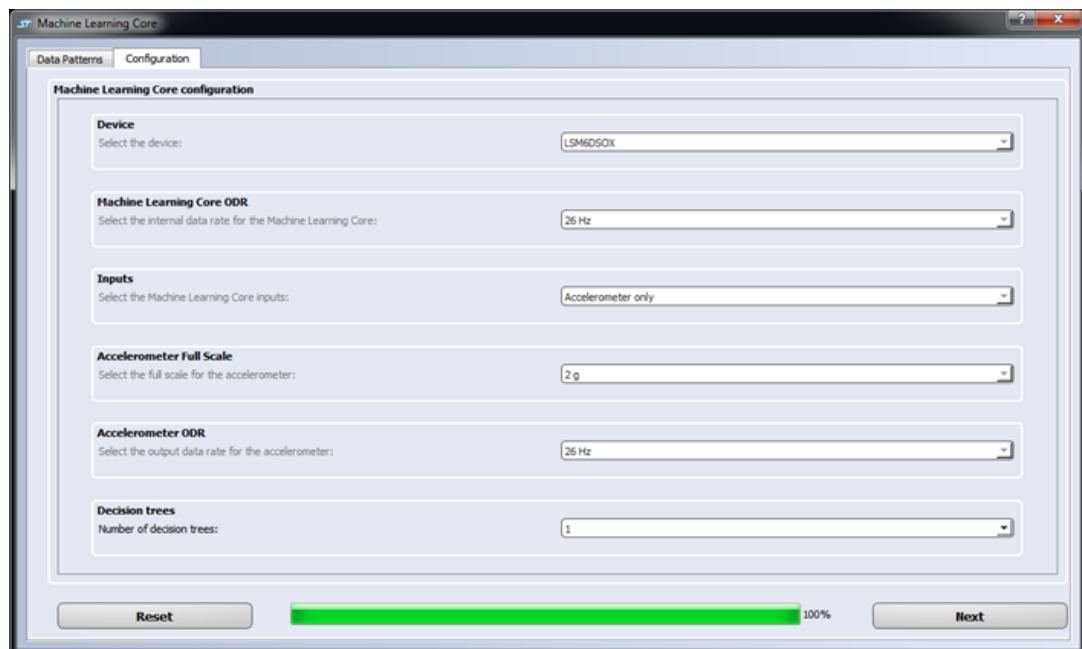 ST Machine Learning Core
Data Patterns Configuration
Machine Learning Core configuration
Device
Select the device: LSM6DSOX
Machine Learning Core ODR
Select the internal data rate for the Machine Learning Core: 26 Hz
Inputs
Select the Machine Learning Core inputs: Accelerometer only
Accelerometer Full Scale
Select the full scale for the accelerometer: 2 g
Accelerometer ODR
Select the output data rate for the accelerometer: 26 Hz
Decision trees
Number of decision trees: 1
Reset 100% Next